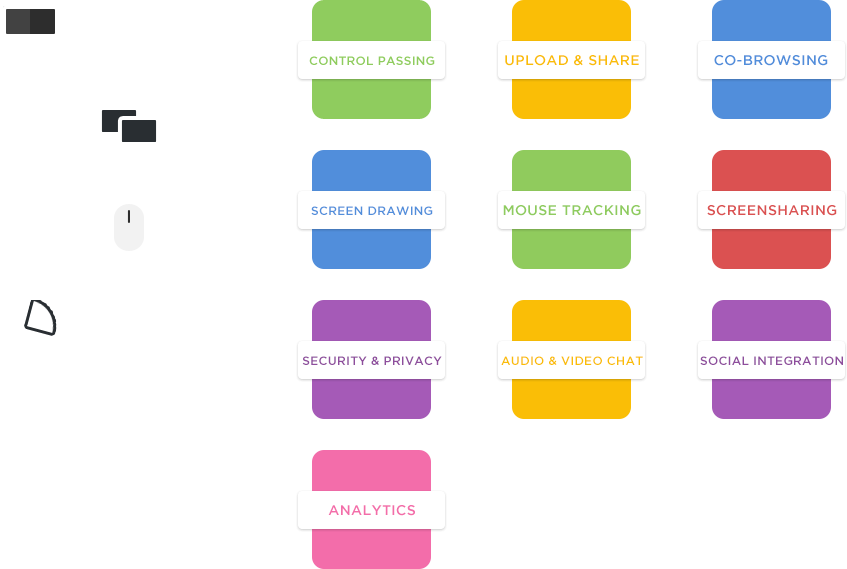 CONTROL PASSING
UPLOAD & SHARE
CO-BROWSING
SCREEN DRAWING
MOUSE TRACKING
SCREENSHARING
SECURITY & PRIVACY
AUDIO & VIDEO CHAT
SOCIAL INTEGRATION
ANALYTICS